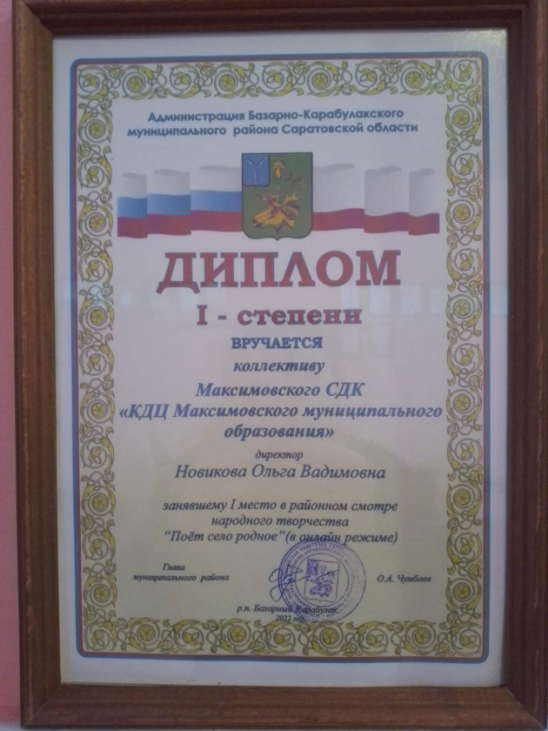 Администрация Базарно-Карабулакского
муниципального района Саратовской области
ДИПЛОМ
I - степени
ВРУЧАЕТСЯ
коллективу
Максимовского СДК
«КДЦ Максимовского муниципального
образования»
директор
Новикова Ольга Вадимовна
занявшему I место в районном смотре
народного творчества
"Поёт село родное"(в онлайн режиме)
Глава
муниципального района
О.А. Чумбаев
р.п. Базарный Карабулак
2022 год